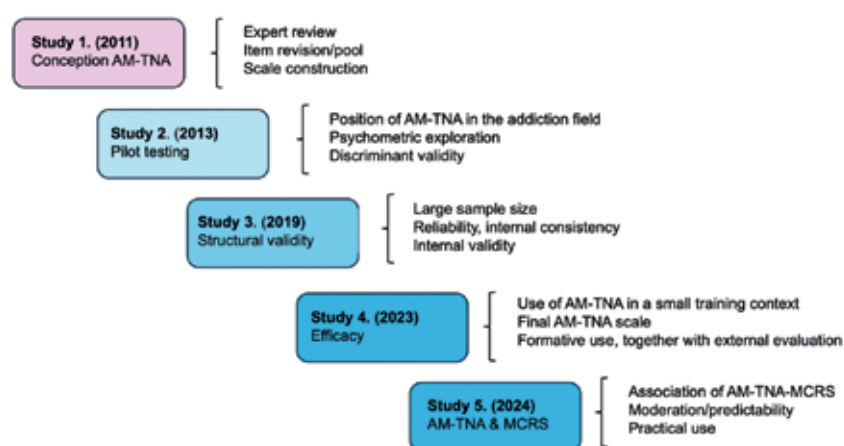 Study 1. (2011)
Conception AM-TNA
Expert review
Item revision/pool
Scale construction
Study 2. (2013)
Pilot testing
Position of AM-TNA in the addiction field
Psychometric exploration
Discriminant validity
Study 3. (2019)
Structural validity
Large sample size
Reliability, internal consistency
Internal validity
Study 4. (2023)
Efficacy
Use of AM-TNA in a small training context
Final AM-TNA scale
Formative use, together with external evaluation
Study 5. (2024)
AM-TNA & MCRS
Association of AM-TNA-MCRS
Moderation/predictability
Practical use